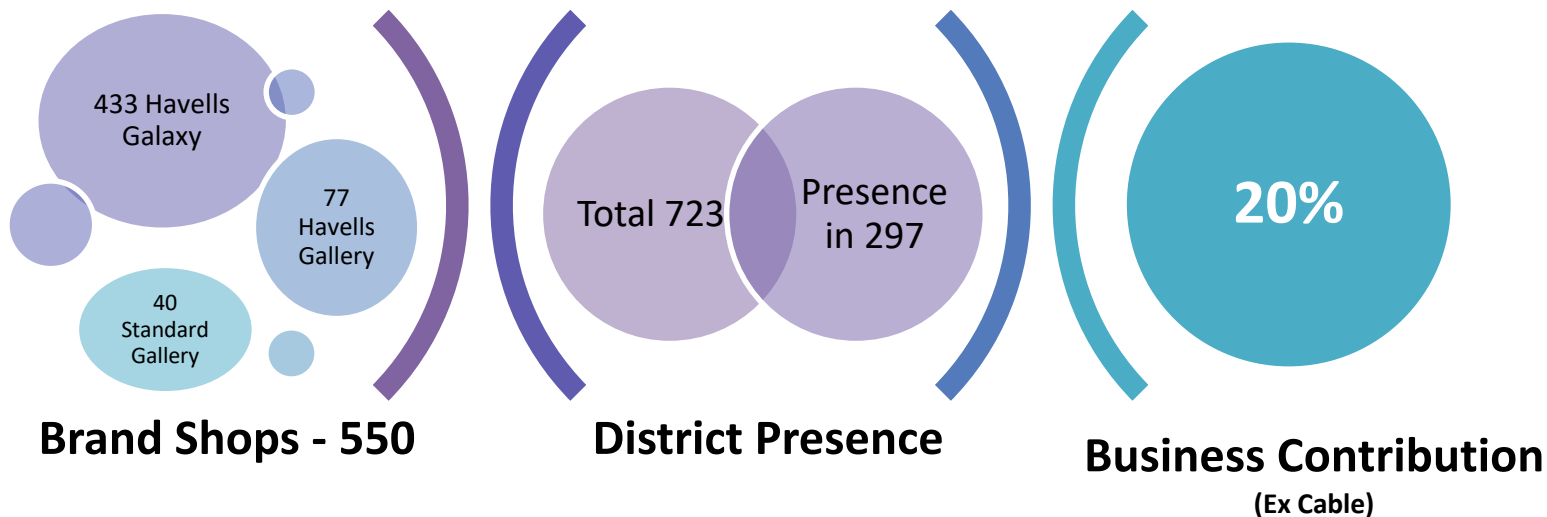 433 Havells
Galaxy
77
Havells
Gallery
40
Standard
Gallery
Brand Shops - 550
Total 723
Presence
in 297
District Presence
20%
Business Contribution
(Ex Cable)